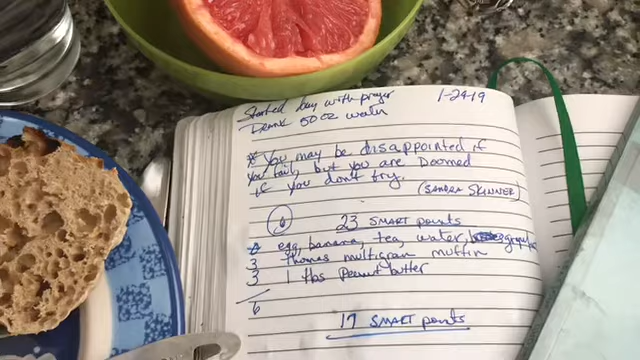 Started day with prayer 1-24-19
Drank 50 oz water
* You may be disappointed if
you fail, but you are Doomed
if you don't try.
(SANDRA SKINNER)
6 23 SMART points
0 egg, banana, tea, water, grapefruit
3 thomas multigrain muffin
3 1 tbs Peanut butter
6
17 SMART points